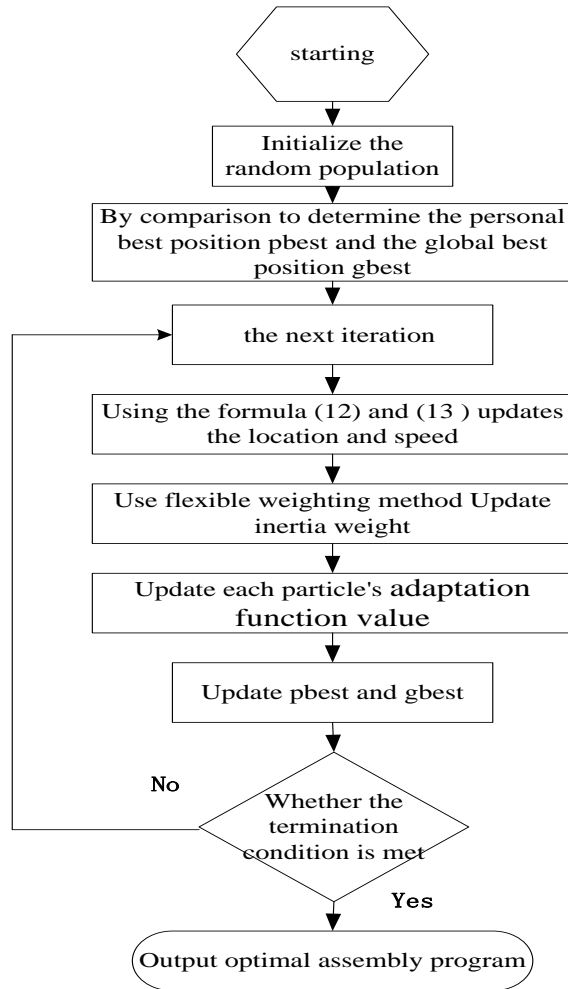 starting
Initialize the
random population
By comparison to determine the personal
best position pbest and the global best
position gbest
the next iteration
Using the formula (12) and (13 ) updates
the location and speed
Use flexible weighting method Update
inertia weight
Update each particle's adaptation
function value
Update pbest and gbest
No
Whether the
termination
condition is met
Yes
Output optimal assembly program